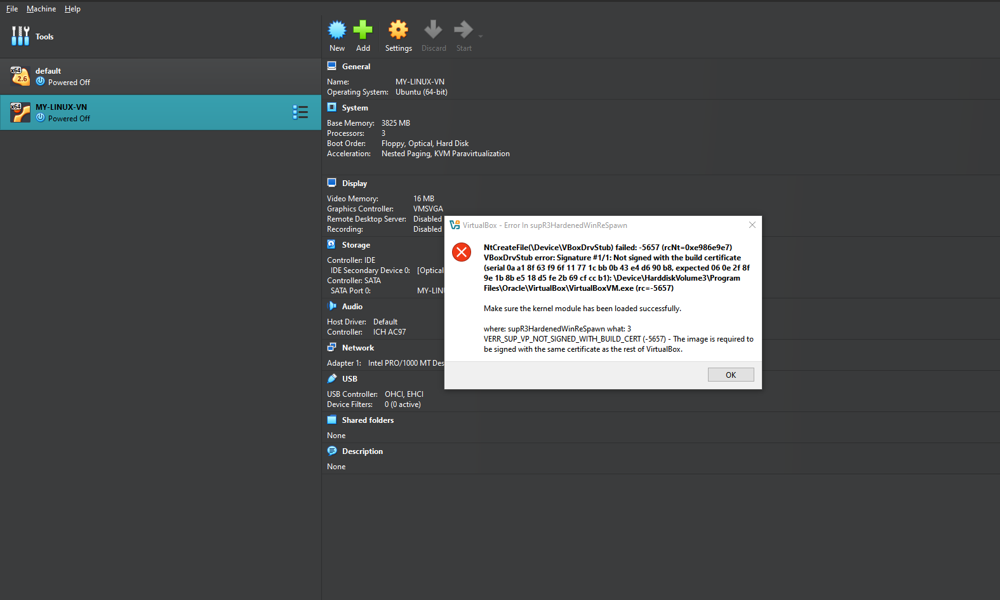 File Machine Help
Tools
New Add Settings Discard Start
x64
2.6
default
Powered Off
x64
MY-LINUX-VN
Powered Off
General
Name: MY-LINUX-VN
Operating System: Ubuntu (64-bit)
System
Base Memory: 3825 MB
Processors: 3
Boot Order: Floppy, Optical, Hard Disk
Acceleration: Nested Paging, KVM Paravirtualization
Display
Video Memory: 16 MB
Graphics Controller: VMSVGA
Remote Desktop Server: Disabled
Recording: Disabled
Storage
Controller: IDE
IDE Secondary Device 0: [Optical
Controller: SATA
SATA Port 0: MY-LIN
Audio
Host Driver: Default
Controller: ICH AC97
Network
Adapter 1: Intel PRO/1000 MT Des
USB
USB Controller: OHCI, EHCI
Device Filters: 0 (0 active)
Shared folders
None
Description
None
VirtualBox - Error In supR3HardenedWinReSpawn
NtCreateFile(\Device\VBoxDrvStub) failed: -5657 (rcNt=0xe986e9e7)
VBoxDrvStub error: Signature #1/1: Not signed with the build certificate
(serial 0a a1 8f 63 f9 6f 11 77 1c bb 0b 43 e4 d6 90 b8, expected 06 0e 2f 8f
9e 1b 8b e5 18 d5 fe 2b 69 cf cc b1): \Device\HarddiskVolume3\Program
Files\Oracle\VirtualBox\VirtualBoxVM.exe (rc=-5657)
Make sure the kernel module has been loaded successfully.
where: supR3HardenedWinReSpawn what: 3
VERR_SUP_VP_NOT_SIGNED_WITH_BUILD_CERT (-5657) - The image is required to
be signed with the same certificate as the rest of VirtualBox.
OK